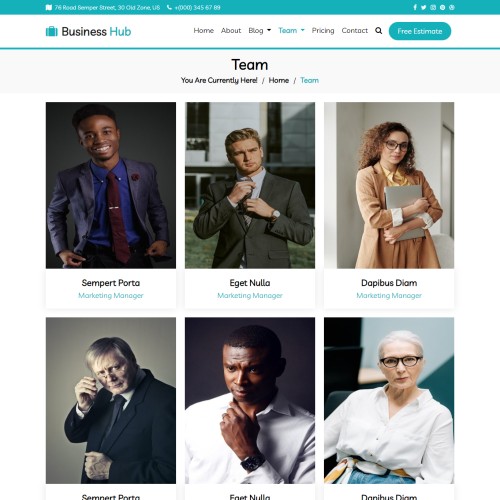 76 Road Semper Street, 30 Old Zone, US +(000) 345-67 89
Business Hub
Home About Blog Team Pricing Contact Free Estimate
Team
You Are Currently Here! / Home / Team
Sempert Porta Eget Nulla Dapibus Diam
Marketing Manager Marketing Manager Marketing Manager
Sempert Porta Eget Nulla Dapibus Diam